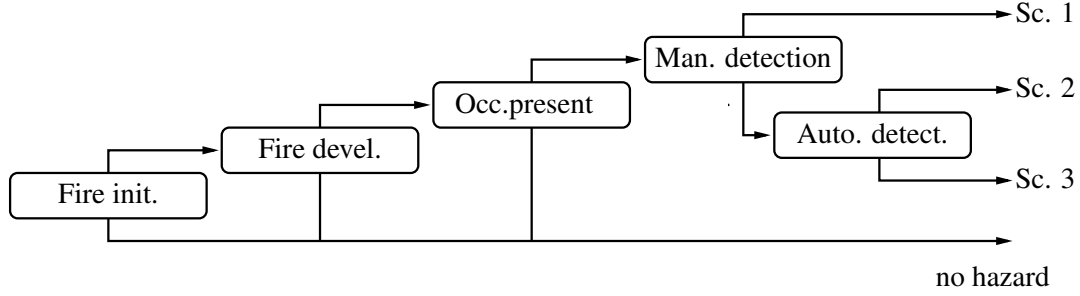 Sc. 1
Man. detection
Sc. 2
Occ.present
Auto. detect.
Fire devel.
Sc. 3
Fire init.
no hazard